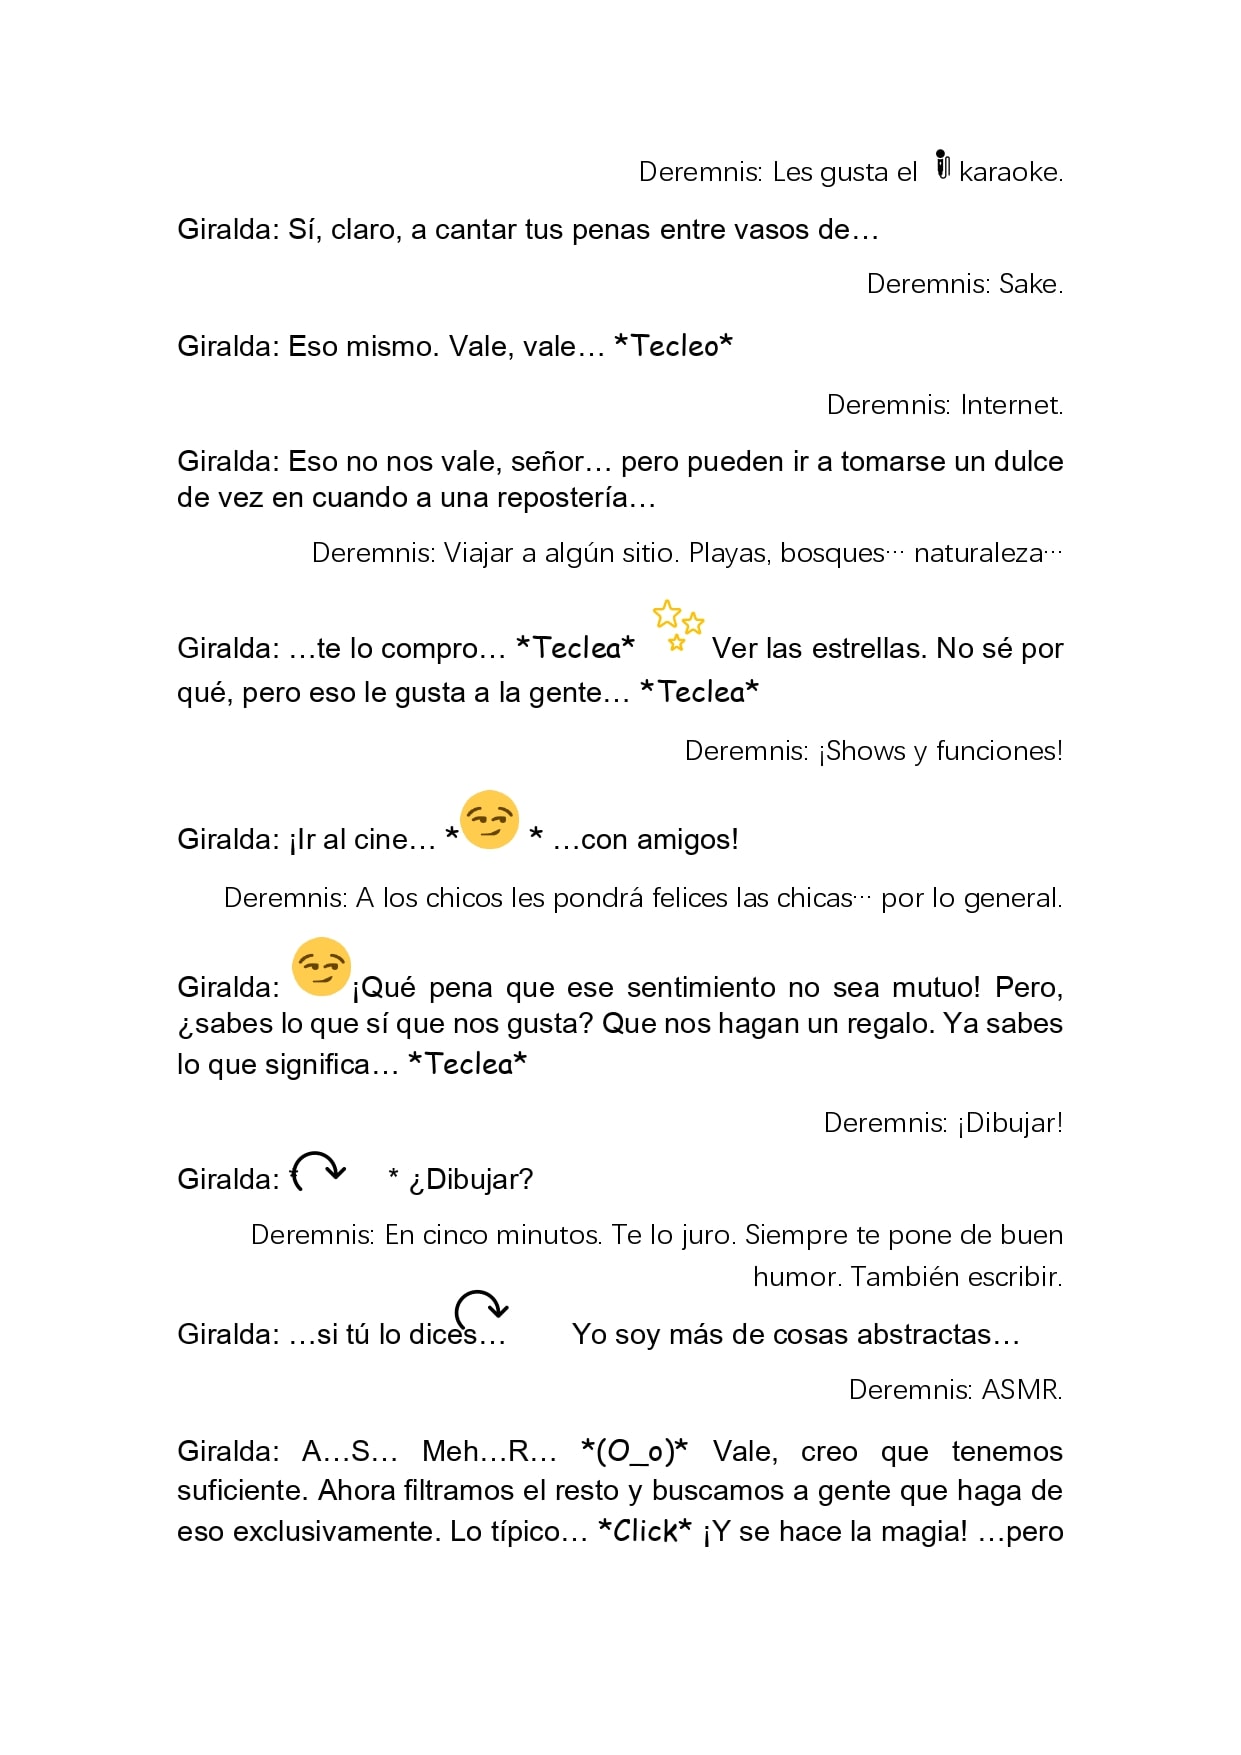 Deremnis: Les gusta el karaoke.
Giralda: Sí, claro, a cantar tus penas entre vasos de…
Deremnis: Sake.
Giralda: Eso mismo. Vale, vale… *Tecleo*
Deremnis: Internet.
Giralda: Eso no nos vale, señor… pero pueden ir a tomarse un dulce
de vez en cuando a una repostería…
Deremnis: Viajar a algún sitio. Playas, bosques… naturaleza…
Giralda: …te lo compro… *Teclea* Ver las estrellas. No sé por
qué, pero eso le gusta a la gente… *Teclea*
Deremnis: ¡Shows y funciones!
Giralda: ¡Ir al cine… * * …con amigos!
Deremnis: A los chicos les pondrá felices las chicas… por lo general.
Giralda: ¡Qué pena que ese sentimiento no sea mutuo! Pero,
¿sabes lo que sí que nos gusta? Que nos hagan un regalo. Ya sabes
lo que significa… *Teclea*
Deremnis: ¡Dibujar!
Giralda: * * ¿Dibujar?
Deremnis: En cinco minutos. Te lo juro. Siempre te pone de buen
humor. También escribir.
Giralda: …si tú lo dices… Yo soy más de cosas abstractas…
Deremnis: ASMR.
Giralda: A…S… Meh…R… *(O_o)* Vale, creo que tenemos
suficiente. Ahora filtramos el resto y buscamos a gente que haga de
eso exclusivamente. Lo típico… *Click* ¡Y se hace la magia! …pero